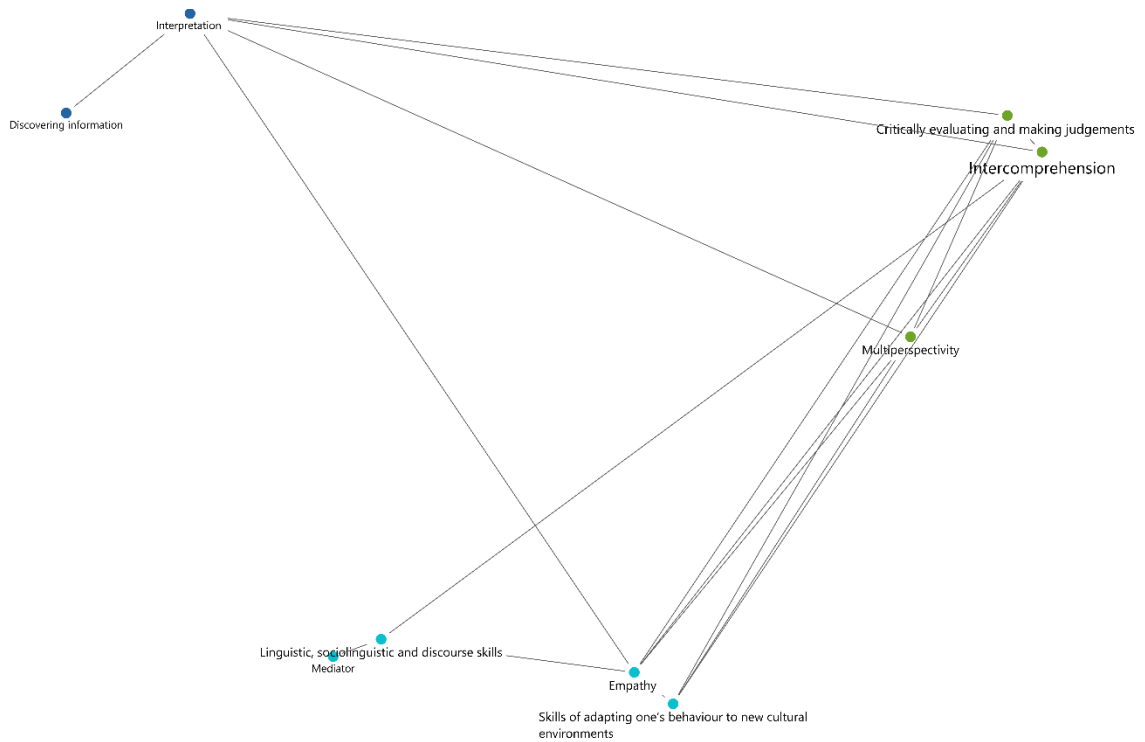 Interpretation
Discovering information
Critically evaluating and making judgements
Intercomprehension
Multiperspectivity
Linguistic, sociolinguistic and discourse skills
Mediator
Empathy
Skills of adapting one's behaviour to new cultural
environments